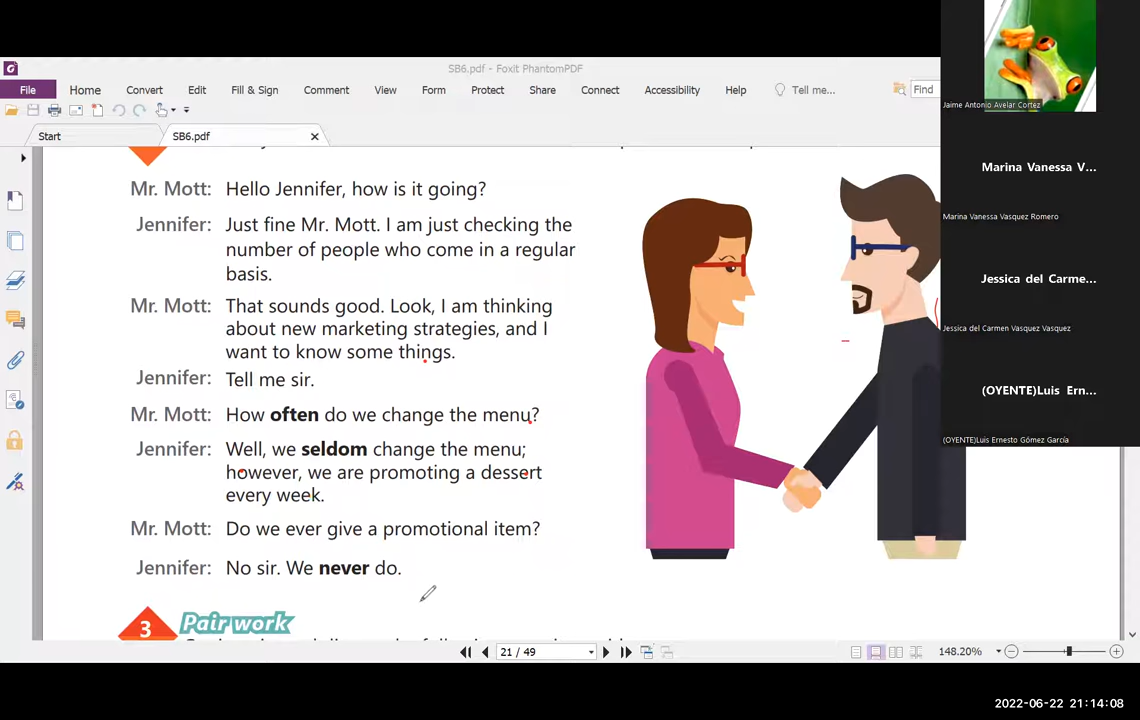 SB6.pdf - Foxit PhantomPDF
File Home Convert Edit Fill & Sign Comment View Form Protect Share Connect Accessibility Help Tell me... Find
Start SB6.pdf
Mr. Mott: Hello Jennifer, how is it going?
Jennifer: Just fine Mr. Mott. I am just checking the
number of people who come in a regular
basis.
Mr. Mott: That sounds good. Look, I am thinking
about new marketing strategies, and I
want to know some things.
Jennifer: Tell me sir.
Mr. Mott: How often do we change the menu?
Jennifer: Well, we seldom change the menu;
however, we are promoting a dessert
every week.
Mr. Mott: Do we ever give a promotional item?
Jennifer: No sir. We never do.
3 Pair work
21 / 49
148.20%
Jaime Antonio Avelar Cortez
Marina Vanessa V...
Marina Vanessa Vasquez Romero
Jessica del Carme...
Jessica del Carmen Vasquez Vasquez
(OYENTE)Luis Ern...
(OYENTE)Luis Ernesto Gómez García
2022-06-22 21:14:08